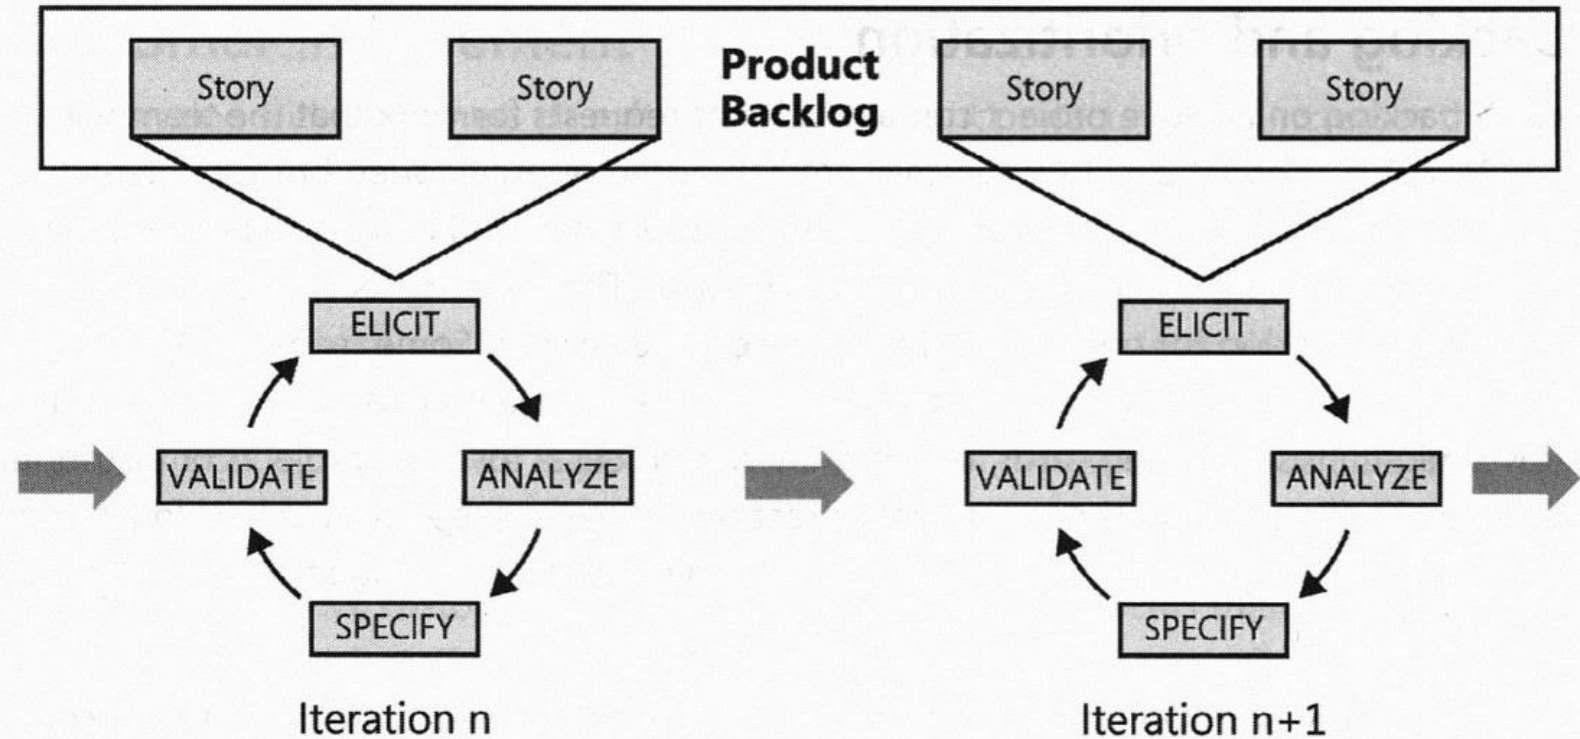 Story
Story
Product
Backlog
Story
Story
ELICIT
VALIDATE
ANALYZE
SPECIFY
Iteration n
ELICIT
VALIDATE
ANALYZE
SPECIFY
Iteration n+1